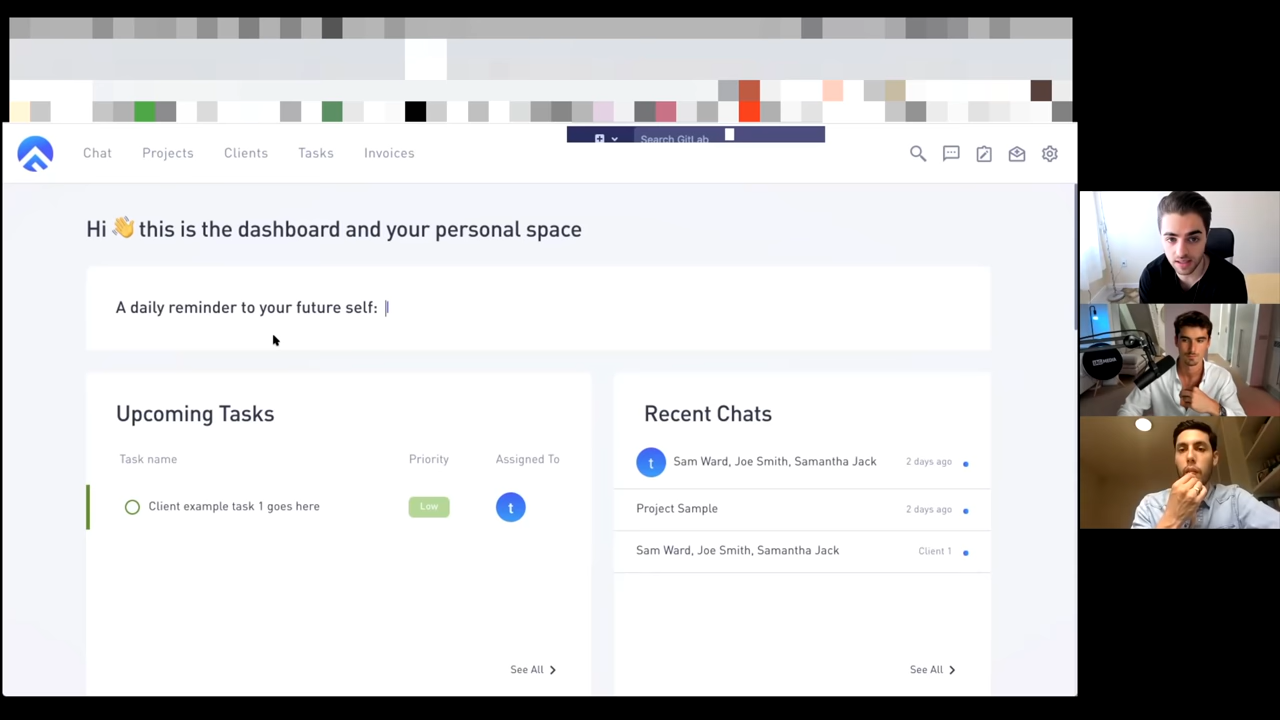 Search GitLab
Chat Projects Clients Tasks Invoices
Hi 👋 this is the dashboard and your personal space
A daily reminder to your future self:
Upcoming Tasks
Task name Priority Assigned To
Client example task 1 goes here Low t
See All
Recent Chats
t Sam Ward, Joe Smith, Samantha Jack 2 days ago
Project Sample 2 days ago
Sam Ward, Joe Smith, Samantha Jack Client 1
See All